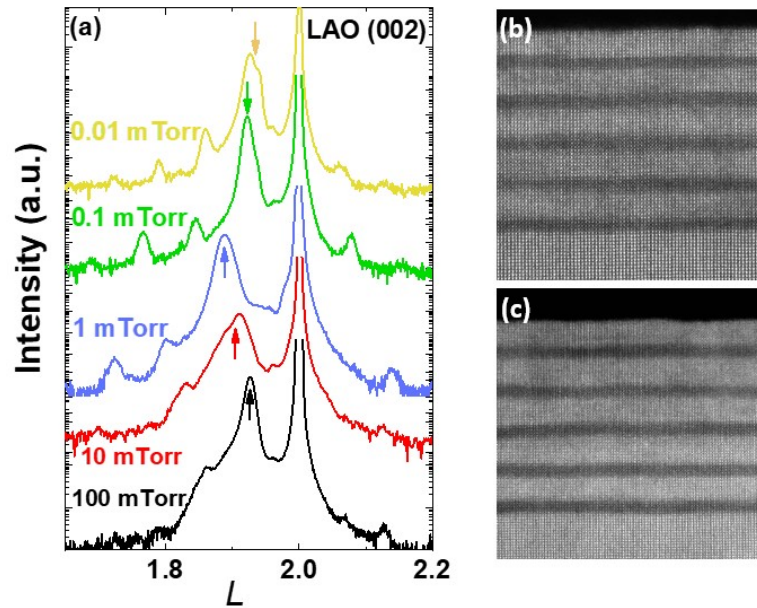 (a)
LAO (002)
0.01 mTorr
0.1 mTorr
1 mTorr
10 mTorr
100 mTorr
Intensity (a.u.)
1.8 2.0 2.2
L
(b)
(c)